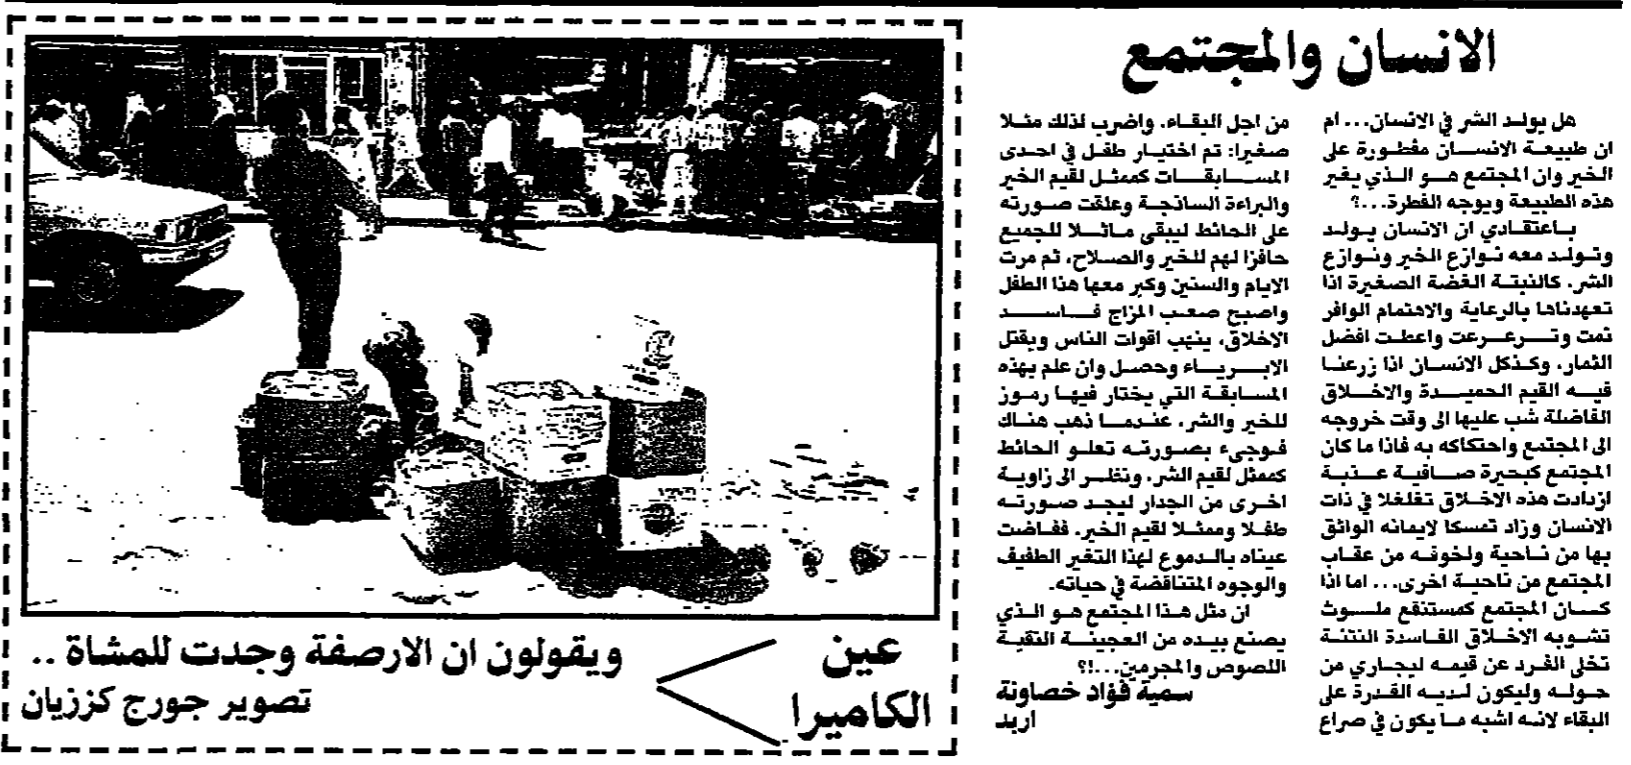 الانسان والمجتمع
هل يولد الشر في الانسان... ام
ان طبيعة الانسان مفطورة على
الخير وان المجتمع هو الذي يغير
هذه الطبيعة ويوجه الفطرة...؟
باعتقادي ان الانسان يولد
وتولد معه نوازع الخير ونوازع
الشر. كالنبتة الغضة الصغيرة اذا
تعهدناها بالرعاية والاهتمام الوافر
نمت وترعرعت واعطت افضل
الثمار. وكذكل الانسان اذا زرعنا
فيه القيم الحميدة والاخلاق
الفاضلة شب عليها الى وقت خروجه
الى المجتمع واحتكاكه به فاذا ما كان
المجتمع كبحيرة صافية عذبة
ازدادت هذه الاخلاق تغلغلا في ذات
الانسان وزاد تمسكا لايمانه الواثق
بها من ناحية ولخوفه من عقاب
المجتمع من ناحية اخرى... اما اذا
كان المجتمع كمستنقع ملوث
تشوبه الاخلاق الفاسدة النتنة
تخلى الفرد عن قيمه ليجاري من
حوله وليكون لديه القدرة على
البقاء لانه اشبه ما يكون في صراع
من اجل البقاء. واضرب لذلك مثلا
صغيرا: تم اختيار طفل في احدى
المسابقات كممثل لقيم الخير
والبراءة الساذجة وعلقت صورته
على الحائط ليبقى ماثلا للجميع
حافزا لهم للخير والصلاح، ثم مرت
الايام والسنين وكبر معها هذا الطفل
واصبح صعب المزاج فاسد
الاخلاق، ينهب اقوات الناس ويقتل
الابرياء وحصل وان علم بهذه
المسابقة التي يختار فيها رموز
للخير والشر، عندما ذهب هناك
فوجيء بصورته تعلو الحائط
كممثل لقيم الشر. ونظر الى زاوية
اخرى من الجدار ليجد صورته
طفلا وممثلا لقيم الخير. ففاضت
عيناه بالدموع لهذا التغير الطفيف
والوجوه المتناقضة في حياته.
ان مثل هذا المجتمع هو الذي
يصنع بيده من العجينة النقية
اللصوص والمجرمين...!؟
سمية فؤاد خصاونة
اربد
عين
الكاميرا
ويقولون ان الارصفة وجدت للمشاة ..
تصوير جورج كززيان